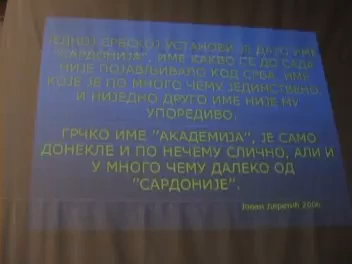 ЈЕДНОЈ СРПСКОЈ УСТАНОВИ ЈЕ ДАТО ИМЕ
"САРДОНИЈА", ИМЕ КАКВО СЕ ДО САДА
НИЈЕ ПОЈАВЉИВАЛО КОД СРБА, ИМЕ
КОЈЕ ЈЕ ПО МНОГО ЧЕМУ ЈЕДИНСТВЕНО,
И НИЈЕДНО ДРУГО ИМЕ НИЈЕ МУ
УПОРЕДИВО.
ГРЧКО ИМЕ "АКАДЕМИЈА", ЈЕ САМО
ДОНЕКЛЕ И ПО НЕЧЕМУ СЛИЧНО, АЛИ И
У МНОГО ЧЕМУ ДАЛЕКО ОД
"САРДОНИЈЕ".
Јован 2006